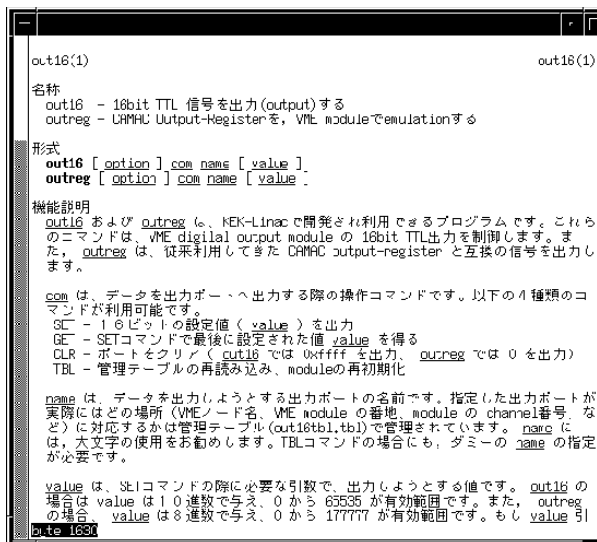 out16(1) out16(1)
名称
out16 - 16bit TTL 信号を出力(output)する
outreg - CAMAC Output-Registerを, VME moduleでemulationする
形式
out16 [ option ] com name [ value ]
outreg [ option ] com name [ value ]
機能説明
out16 および outreg は、KEK-Linacで開発され利用できるプログラムです。これら
のコマンドは、VME digital output module の 16bit TTL出力を制御します。ま
た, outreg は、従来利用してきた CAMAC output-register と互換の信号を出力し
ます。
com は、データを出力ポートへ出力する際の操作コマンドです。以下の4種類のコ
マンドが利用可能です。
SET - 16ビットの設定値( value )を出力
GET - SETコマンドで最後に設定された値 value を得る
CLR - ポートをクリア( out16 では 0xffff を出力、 outreg では 0 を出力)
TBL - 管理テーブルの再読み込み、moduleの再初期化
name は、データを出力しようとする出力ポートの名前です。指定した出力ポートが
実際にはどの場所(VMEノード名、VME module の番地、module の channel番号、な
ど)に対応するかは管理テーブル(out16tbl.tbl)で管理されています。 name に
は, 大文字の使用をお勧めします。TBLコマンドの場合にも, ダミーの name の指定
が必要です。
value は、SETコマンドの際に必要な引数で、出力しようとする値です。 out16 の
場合は value は10進数で与え、0 から 65535 が有効範囲です。また, outreg
の場合、 value は8進数で与え、0 から 177777 が有効範囲です。もし value 引
byte 1630